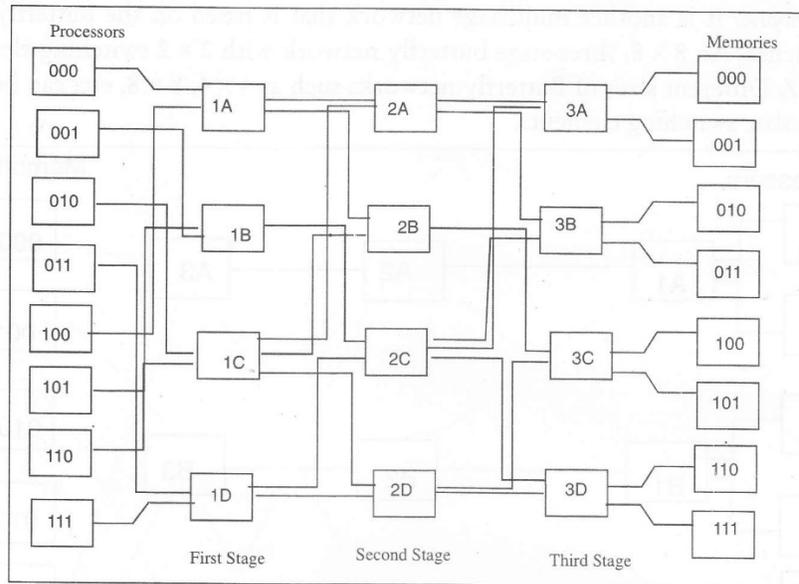 Processors
000
001
010
011
100
101
110
111
1A
1B
1C
1D
2A
2B
2C
2D
3A
3B
3C
3D
Memories
000
001
010
011
100
101
110
111
First Stage
Second Stage
Third Stage